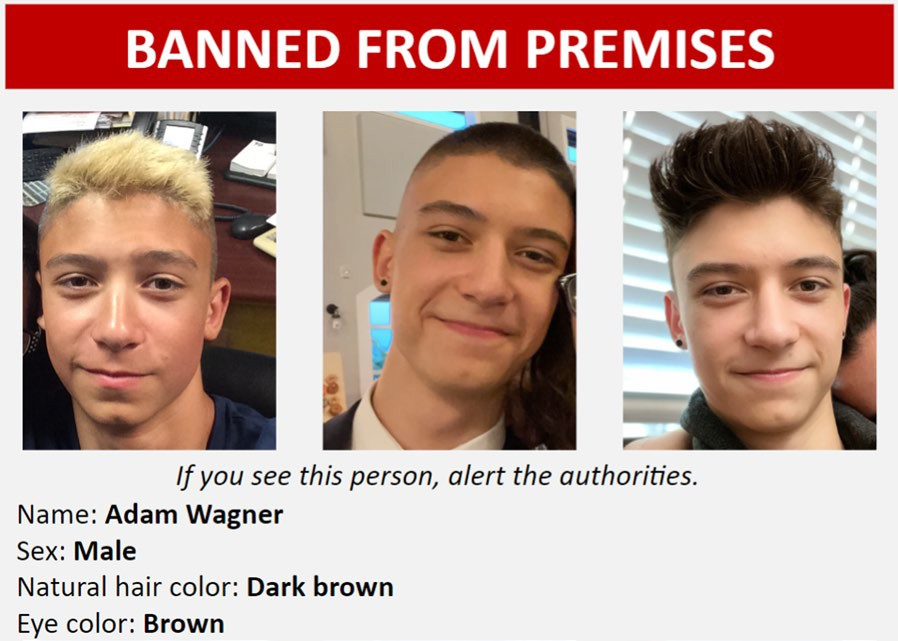 BANNED FROM PREMISES
If you see this person, alert the authorities.
Name: Adam Wagner
Sex: Male
Natural hair color: Dark brown
Eye color: Brown